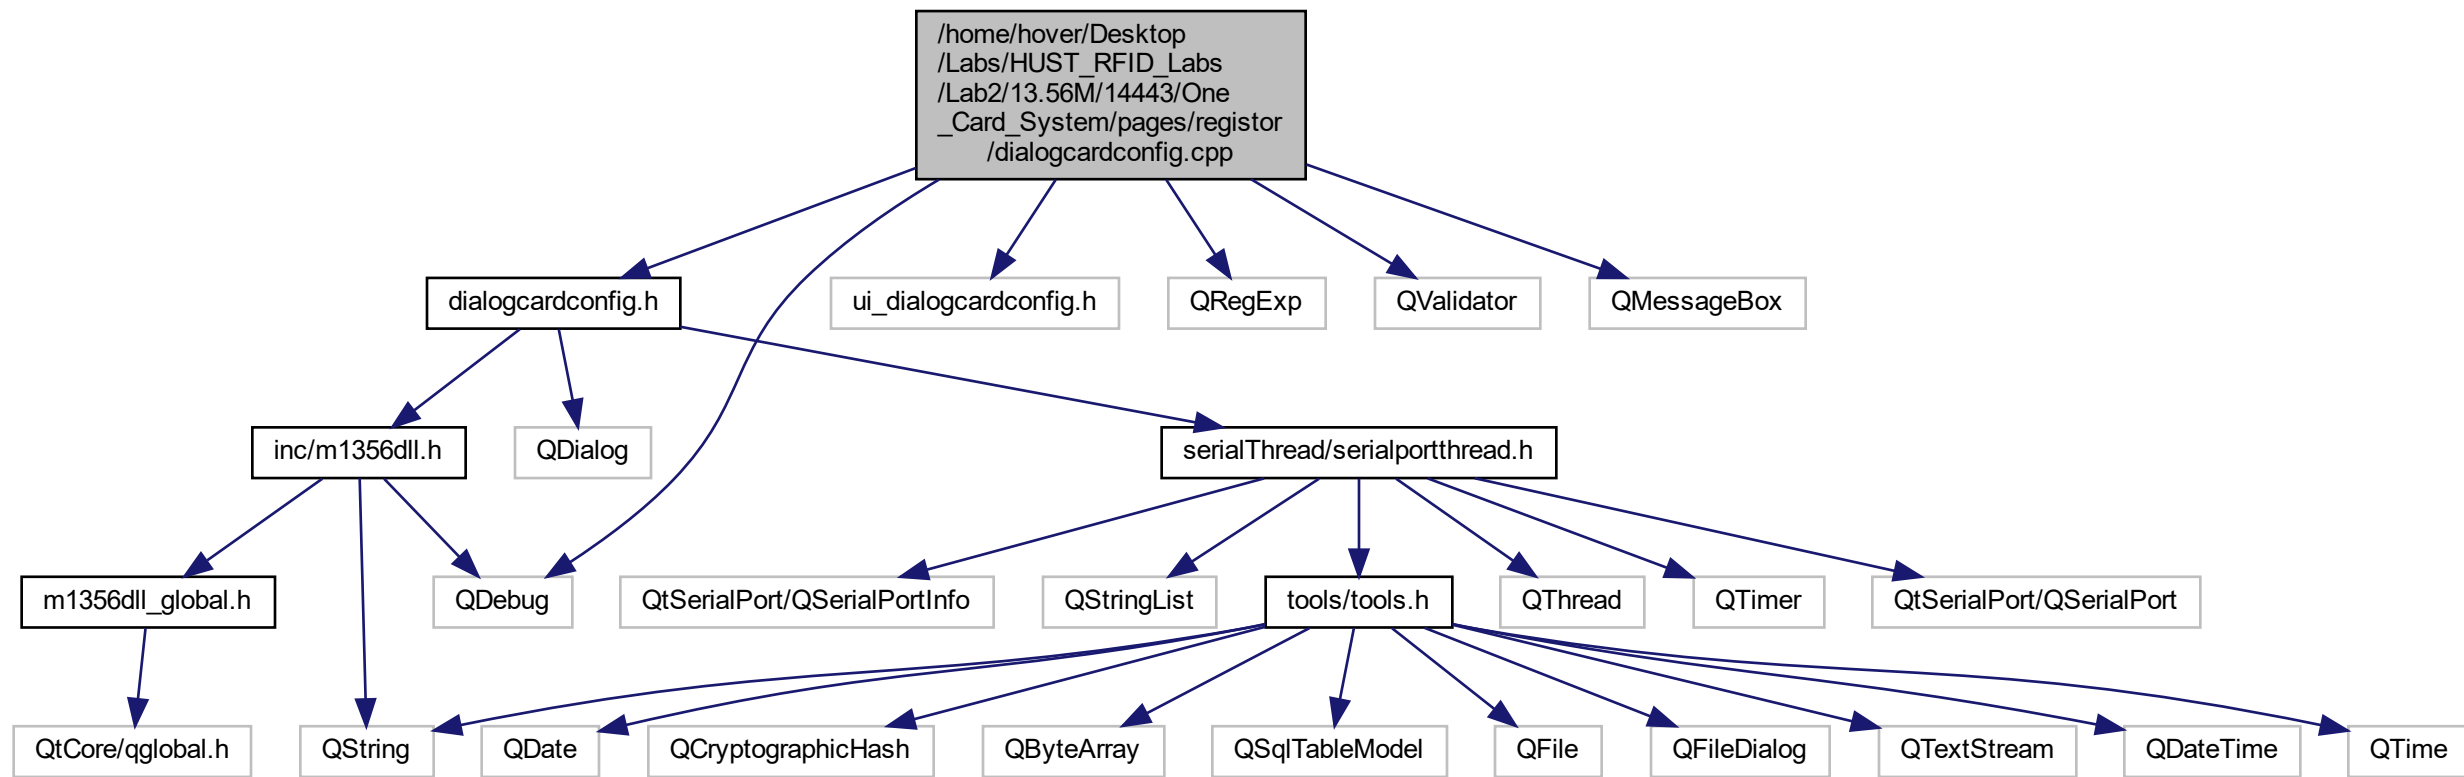 /home/hover/Desktop
/Labs/HUST_RFID_Labs
/Lab2/13.56M/14443/One
_Card_System/pages/registor
/dialogcardconfig.cpp
dialogcardconfig.h
ui_dialogcardconfig.h
QRegExp
QValidator
QMessageBox
inc/m1356dll.h
QDialog
serialThread/serialportthread.h
m1356dll_global.h
QDebug
QtSerialPort/QSerialPortInfo
QStringList
tools/tools.h
QThread
QTimer
QtSerialPort/QSerialPort
QtCore/qglobal.h
QString
QDate
QCryptographicHash
QByteArray
QSqlTableModel
QFile
QFileDialog
QTextStream
QDateTime
QTime